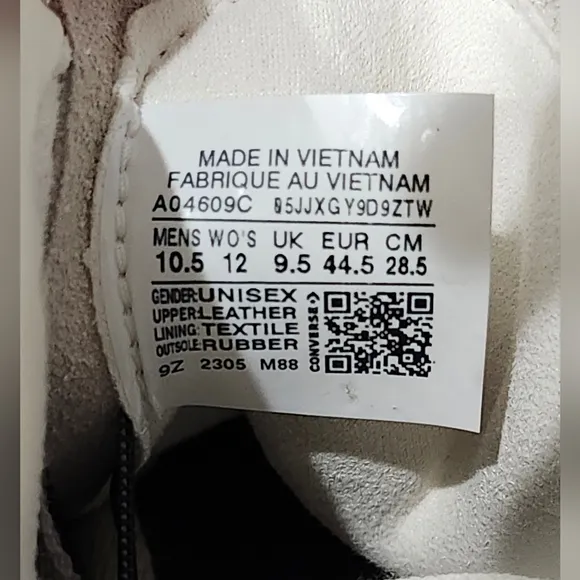 MADE IN VIETNAM
FABRIQUE AU VIETNAM
A04609C 05JJXGY9D9ZTW
MENS WO'S UK EUR CM
10.5 12 9.5 44.5 28.5
GENDER:UNISEX
UPPER:LEATHER
LINING:TEXTILE
OUTSOLE:RUBBER
9Z 2305 M88
CONVERSE